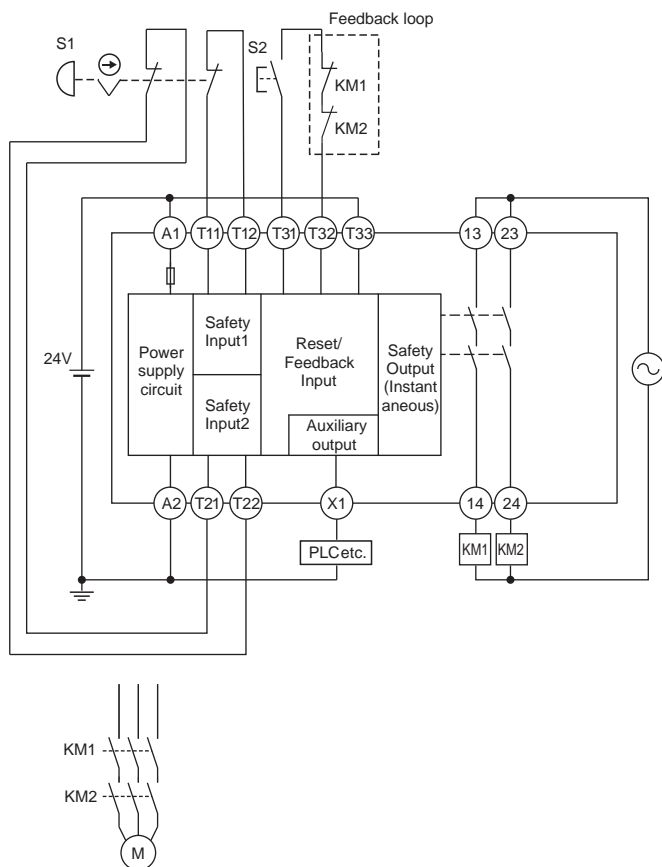 Feedback loop
S1
S2
KM1
KM2
A1
T11
T12
T31
T32
T33
13
23
24V
Power
supply
circuit
Safety
Input1
Safety
Input2
Reset/
Feedback
Input
Auxiliary
output
Safety
Output
(Instant
aneous)
A2
T21
T22
X1
14
24
PLC etc.
KM1
KM2
KM1
KM2
M